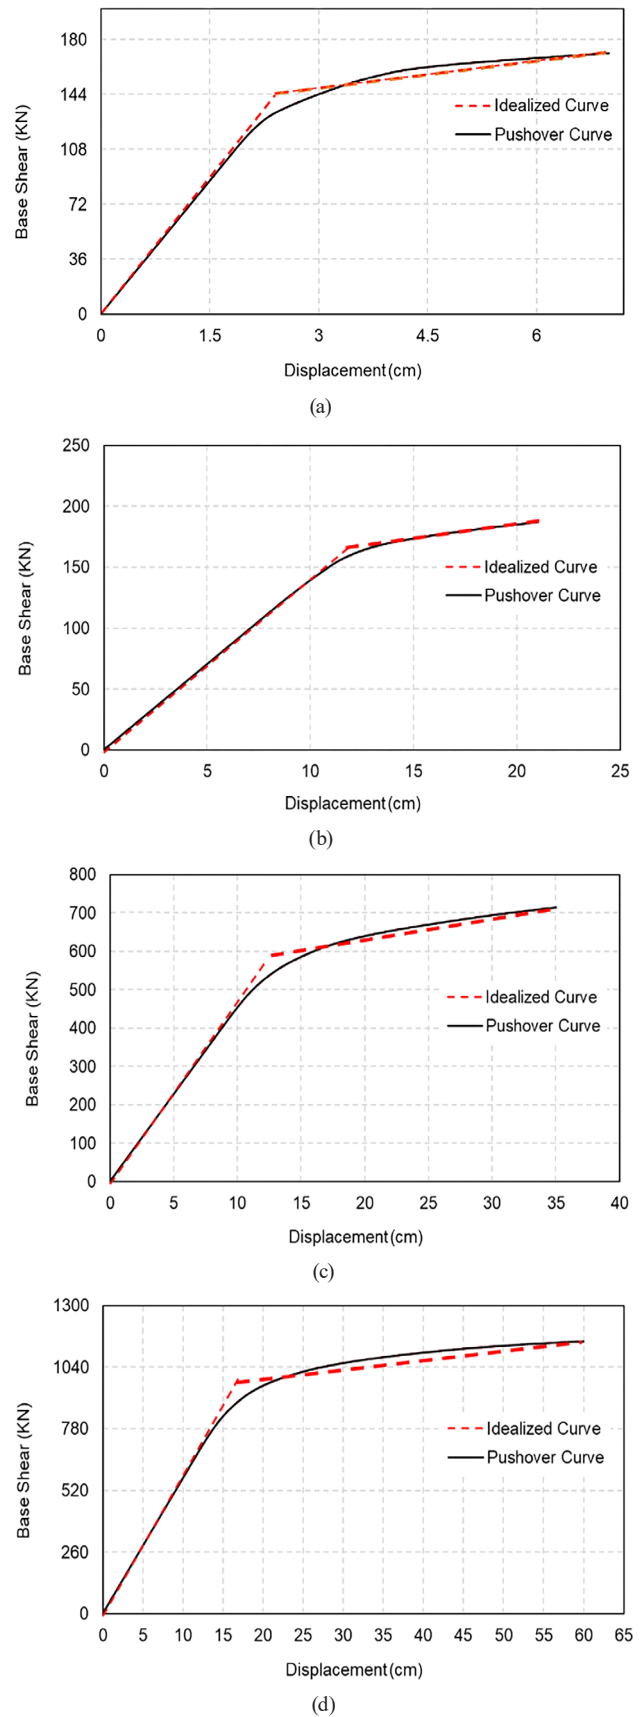 180
144
108
72
36
0
Base Shear (KN)
Idealized Curve
Pushover Curve
0 1.5 3 4.5 6
Displacement (cm)
(a)
250
200
150
100
50
0
Base Shear (KN)
Idealized Curve
Pushover Curve
0 5 10 15 20 25
Displacement (cm)
(b)
800
700
600
500
400
300
200
100
0
Base Shear (KN)
Idealized Curve
Pushover Curve
0 5 10 15 20 25 30 35 40
Displacement (cm)
(c)
1300
1040
780
520
260
0
Base Shear (KN)
Idealized Curve
Pushover Curve
0 5 10 15 20 25 30 35 40 45 50 55 60 65
Displacement (cm)
(d)